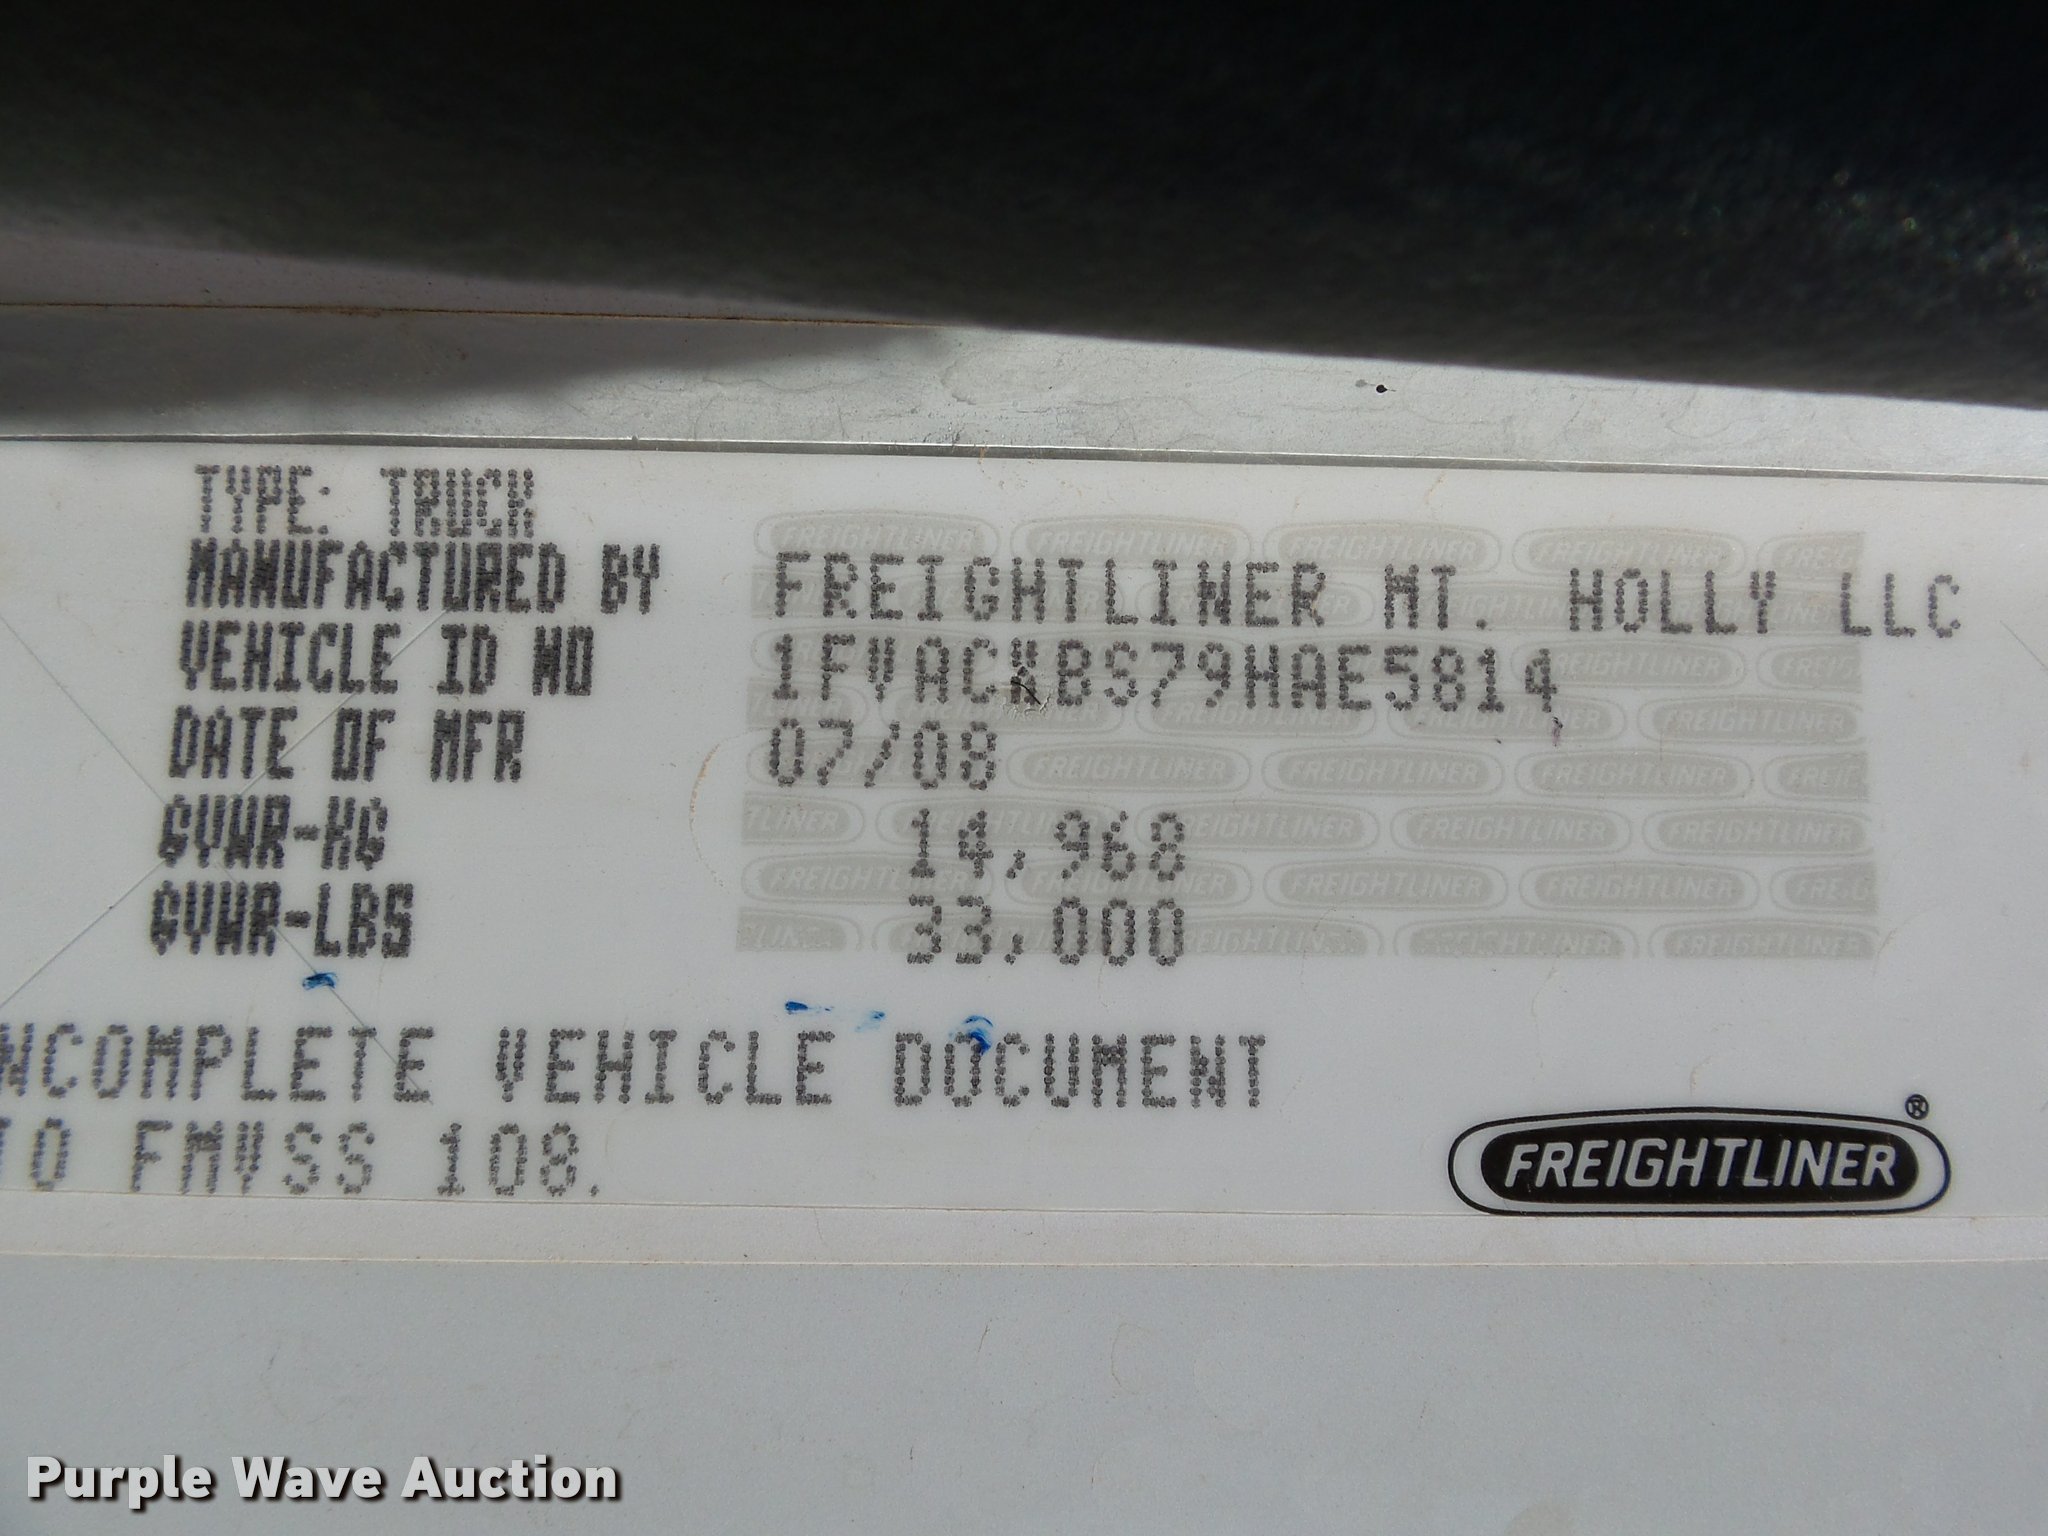 TYPE: TRUCK
MANUFACTURED BY FREIGHTLINER MT. HOLLY LLC
VEHICLE ID NO 1FVACXBS79HAE5814
DATE OF MFR 07/08
GVWR-KG 14,968
GVWR-LBS 33,000
NCOMPLETE VEHICLE DOCUMENT
TO FMVSS 108.
FREIGHTLINER®
Purple Wave Auction